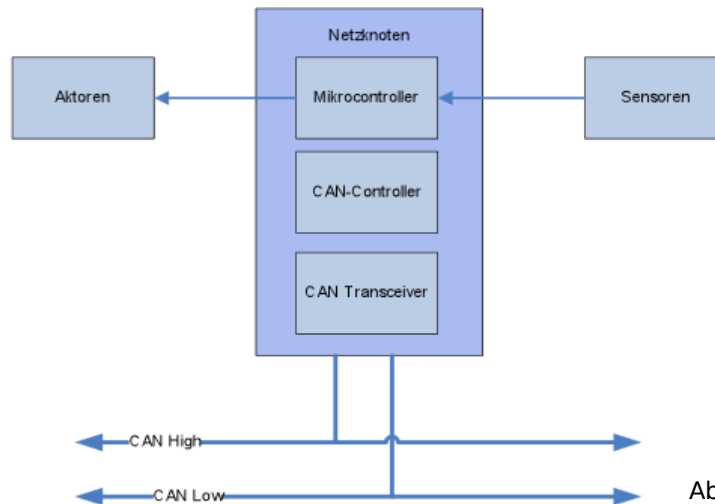 Netzknoten
Aktoren
Mikrocontroller
Sensoren
CAN-Controller
CAN Transceiver
CAN High
CAN Low
Ab